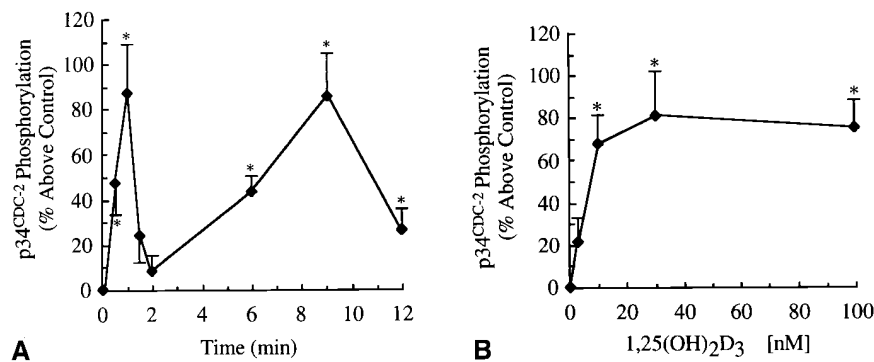 120
100
80
60
40
20
0
p34CDC-2 Phosphorylation
(% Above Control)
*
*
*
*
*
0 2 4 6 8 10 12
Time (min)
A
120
100
80
60
40
20
0
p34CDC-2 Phosphorylation
(% Above Control)
*
*
*
0 20 40 60 80 100
1,25(OH)2D3 [nM]
B